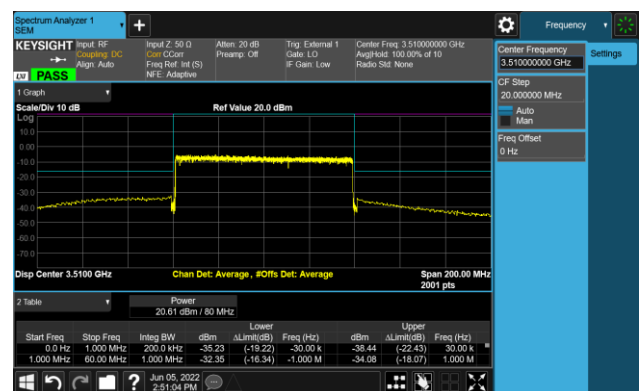 Spectrum Analyzer 1
SEM
+
Frequency
KEYSIGHT
Input: RF
Coupling: DC
Align: Auto
Input Z: 50 Ω
Corr CCorr
Freq Ref: Int (S)
NFE: Adaptive
Atten: 20 dB
Preamp: Off
Trig: External 1
Gate: LO
IF Gain: Low
Center Freq: 3.510000000 GHz
Avg|Hold: 100.00% of 10
Radio Std: None
LXI PASS
Center Frequency
3.510000000 GHz
Settings
CF Step
20.000000 MHz
Auto
Man
Freq Offset
0 Hz
1 Graph
Scale/Div 10 dB
Ref Value 20.0 dBm
Log
10.0
0.00
-10.0
-20.0
-30.0
-40.0
-50.0
-60.0
-70.0
Disp Center 3.5100 GHz
Chan Det: Average , #Offs Det: Average
Span 200.00 MHz
2001 pts
2 Table
Power
20.61 dBm / 80 MHz
Lower Upper
Start Freq Stop Freq Integ BW dBm ΔLimit(dB) Freq (Hz) dBm ΔLimit(dB) Freq (Hz)
0.0 Hz 1.000 MHz 200.0 kHz -35.23 (-19.22) -30.00 k -38.44 (-22.43) 30.00 k
1.000 MHz 60.00 MHz 1.000 MHz -32.35 (-16.34) -1.000 M -34.08 (-18.07) 1.000 M
?
Jun 05, 2022
2:51:04 PM